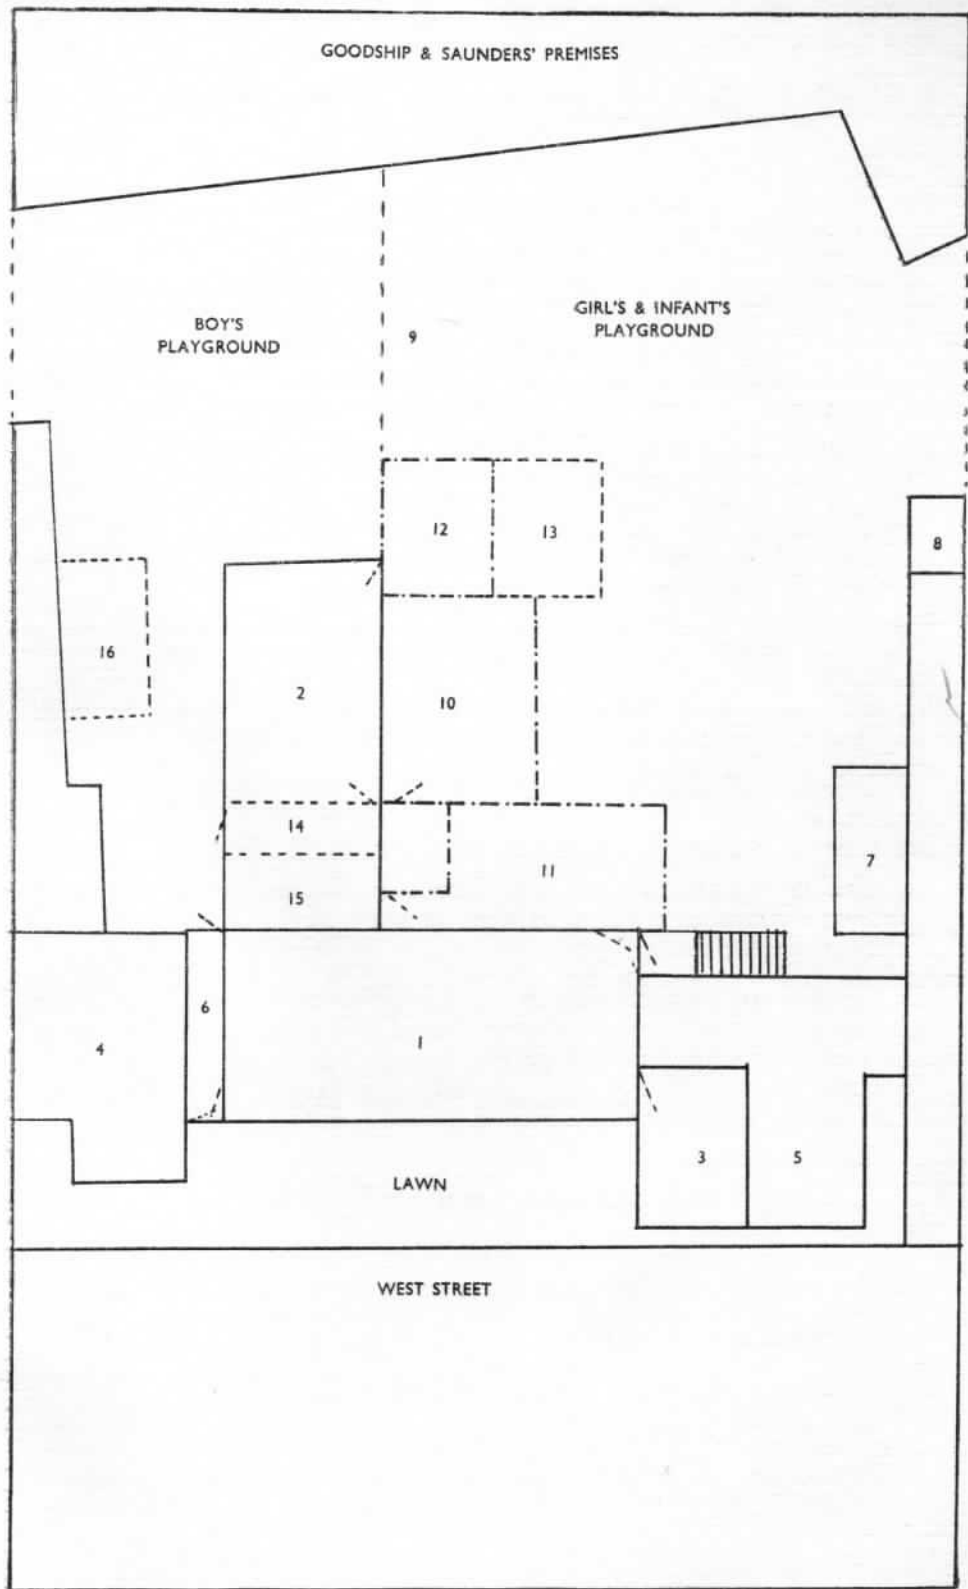 GOODSHIP & SAUNDERS' PREMISES
BOY'S
PLAYGROUND
GIRL'S & INFANT'S
PLAYGROUND
9
12
13
8
16
2
10
14
11
7
15
6
4
1
3
5
LAWN
WEST STREET